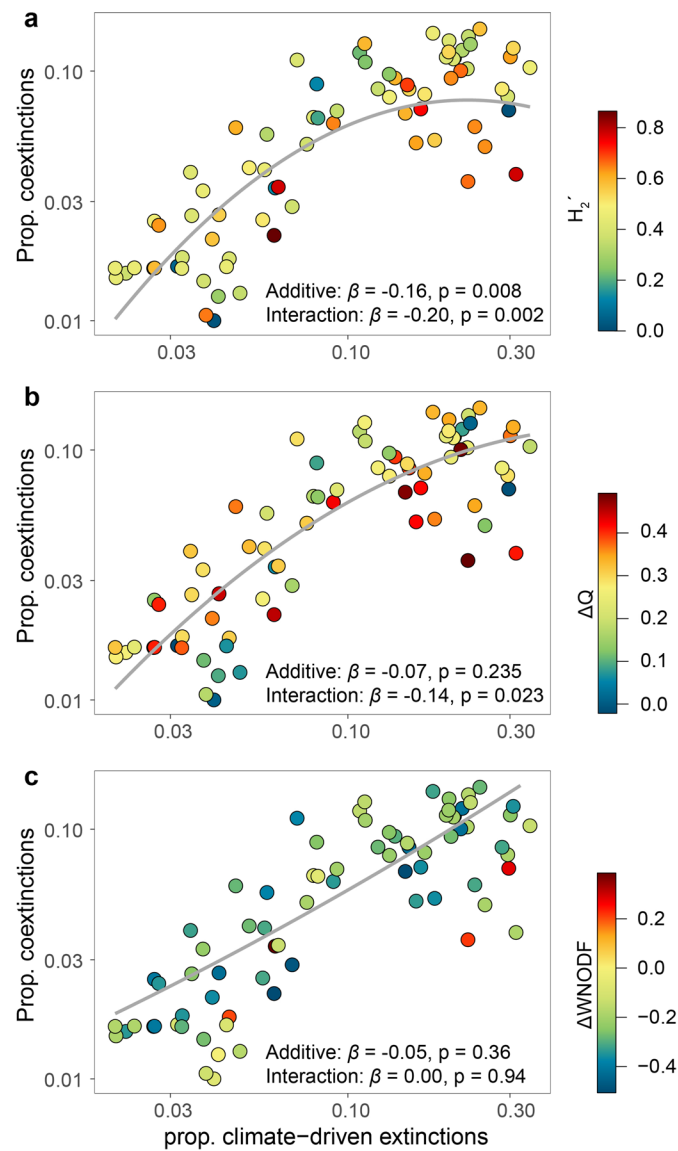 a
Prop. coextinctions
0.10
0.03
0.01
0.03
0.10
0.30
Additive: β = -0.16, p = 0.008
Interaction: β = -0.20, p = 0.002
H₂´
0.8
0.6
0.4
0.2
0.0
b
Prop. coextinctions
0.10
0.03
0.01
0.03
0.10
0.30
Additive: β = -0.07, p = 0.235
Interaction: β = -0.14, p = 0.023
ΔQ
0.4
0.3
0.2
0.1
0.0
c
Prop. coextinctions
0.10
0.03
0.01
0.03
0.10
0.30
Additive: β = -0.05, p = 0.36
Interaction: β = 0.00, p = 0.94
ΔWNODF
0.2
0.0
−0.2
−0.4
prop. climate−driven extinctions